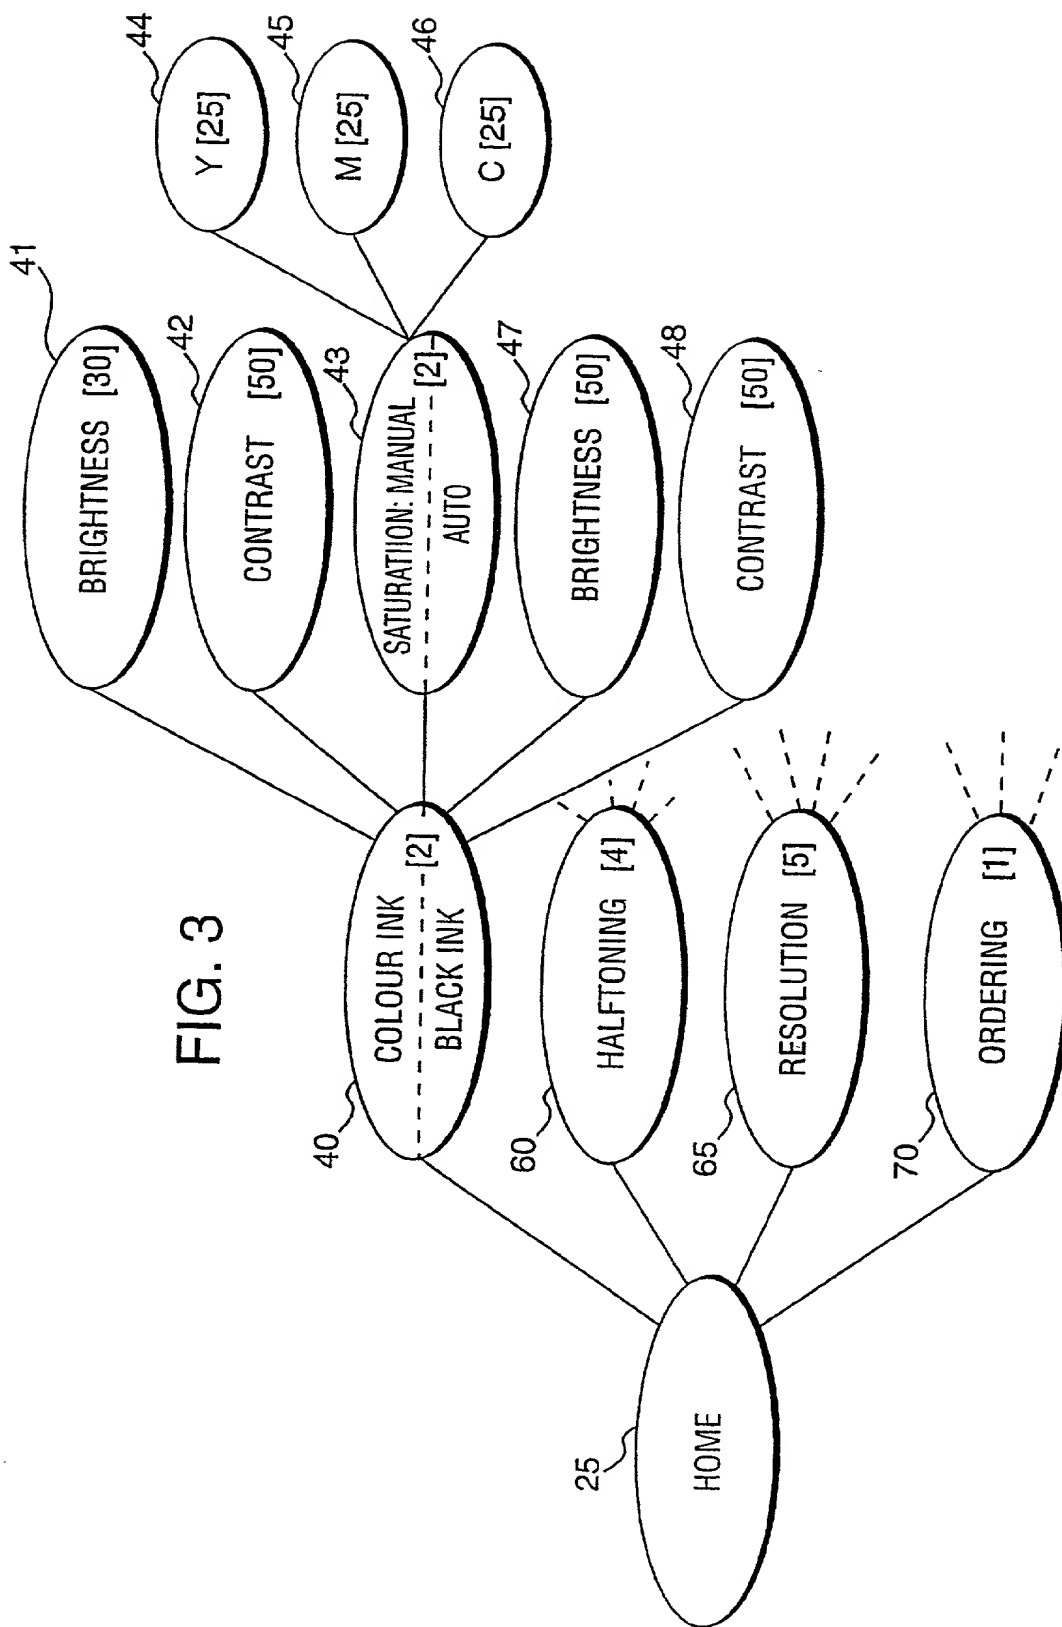 FIG. 3
25
HOME
40
COLOUR INK
[2]
BLACK INK
60
HALFTONING [4]
65
RESOLUTION [5]
70
ORDERING [1]
41
BRIGHTNESS [30]
42
CONTRAST [50]
43
SATURATIION: MANUAL
[2]
AUTO
47
BRIGHTNESS [50]
48
CONTRAST [50]
44
Y [25]
45
M [25]
46
C [25]